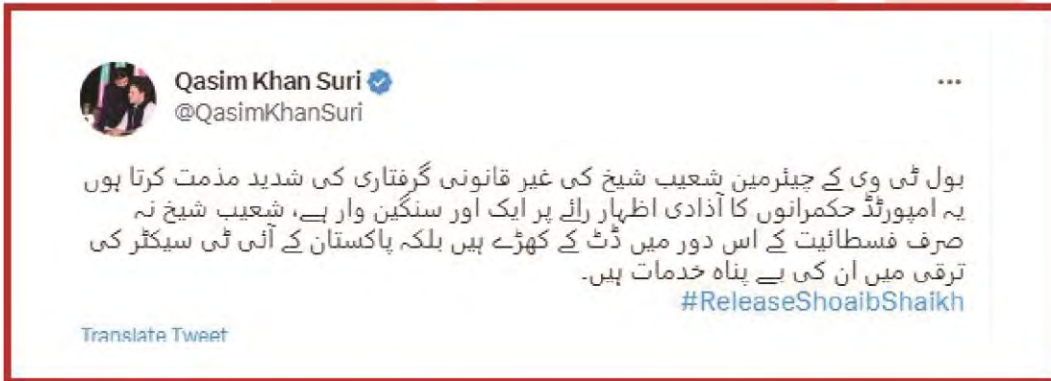 Qasim Khan Suri
@QasimKhanSuri
بول ٹی وی کے چیئرمین شعیب شیخ کی غیر قانونی گرفتاری کی شدید مذمت کرتا ہوں
یہ امپورٹڈ حکمرانوں کا آذادی اظہار رائے پر ایک اور سنگین وار ہے، شعیب شیخ نہ
صرف فسطائیت کے اس دور میں ڈٹ کے کھڑے ہیں بلکہ پاکستان کے آئی ٹی سیکٹر کی
ترقی میں ان کی بے پناہ خدمات ہیں۔
#ReleaseShoaibShaikh
Translate Tweet